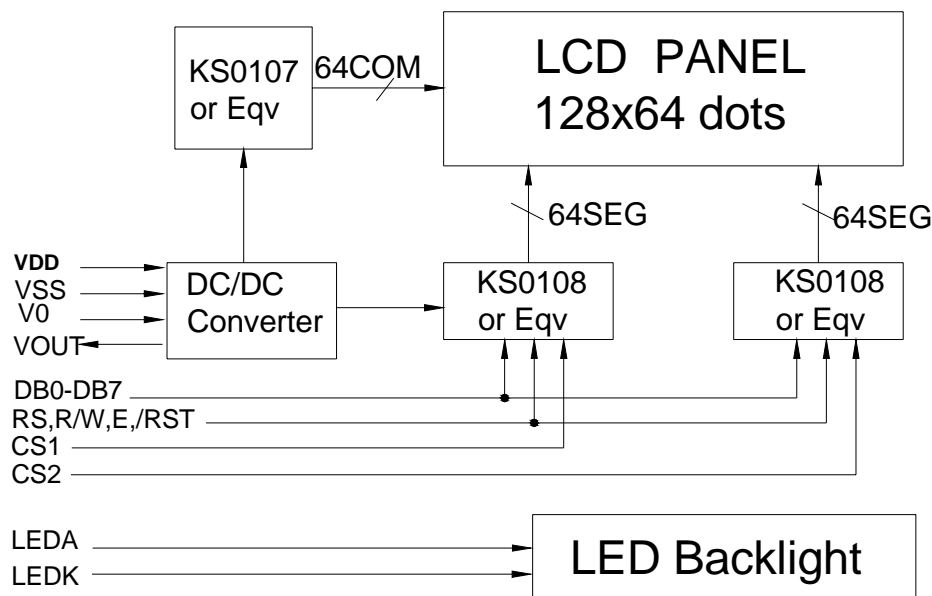 KS0107
or Eqv
64COM
LCD PANEL
128x64 dots
64SEG
64SEG
VDD
VSS
V0
VOUT
DC/DC
Converter
KS0108
or Eqv
KS0108
or Eqv
DB0-DB7
RS,R/W,E,/RST
CS1
CS2
LEDA
LEDK
LED Backlight